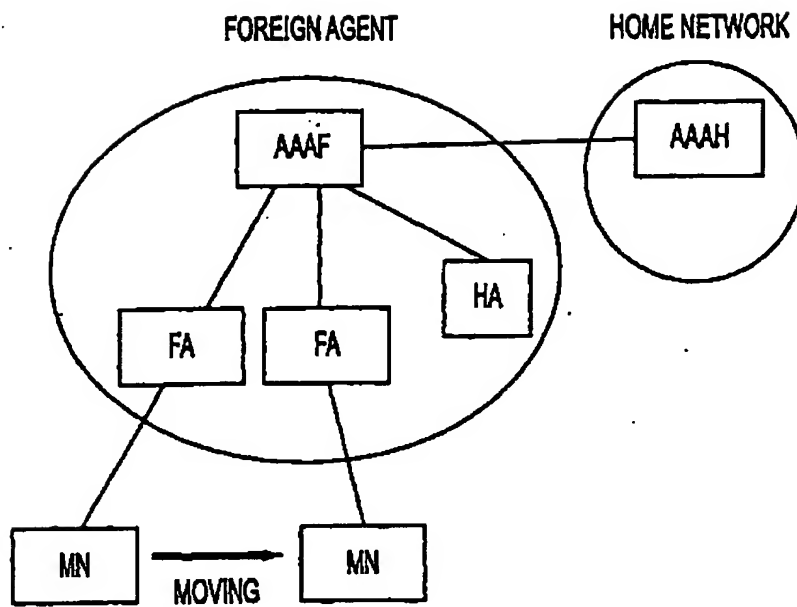 FOREIGN AGENT
HOME NETWORK
AAAF
AAAH
HA
FA
FA
MN
MOVING
MN